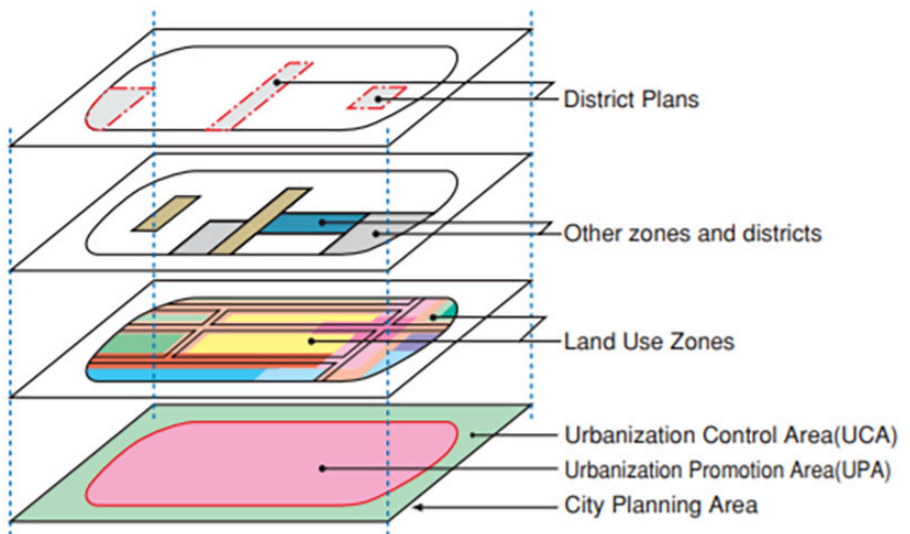 District Plans
Other zones and districts
Land Use Zones
Urbanization Control Area(UCA)
Urbanization Promotion Area(UPA)
City Planning Area